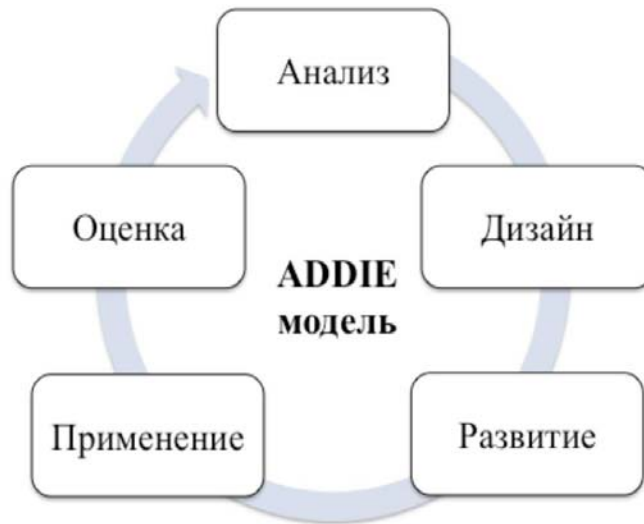 Анализ
Дизайн
Развитие
Применение
Оценка
ADDIE
модель